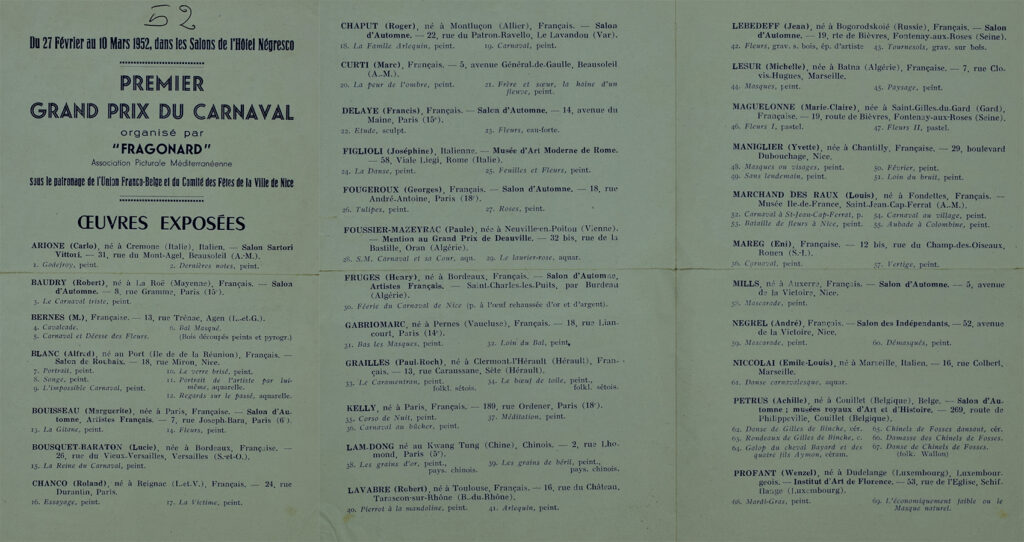 52
Du 27 Février au 10 Mars 1952, dans les Salons de l'Hôtel Négresco
PREMIER
GRAND PRIX DU CARNAVAL
organisé par
"FRAGONARD"
Association Picturale Méditerranéenne
sous le patronage de l'Union Franco-Belge et du Comité des Fêtes de la Ville de Nice
ŒUVRES EXPOSÉES
ARIONE (Carlo), né à Cremone (Italie), Italien. — Salon Sartori
Vittori. — 31, rue du Mont-Agel, Beausoleil (A.-M.).
1. Godefroy, peint. 2. Dernières notes, peint.
BAUDRY (Robert), né à La Roë (Mayenne), Français. — Salon
d'Automne. — 8, rue Gramme, Paris (15e).
3. Le Carnaval triste, peint.
BERNES (M.), Française. — 13, rue Trénac, Agen (L.-et-G.).
4. Cavalcade. 6. Bal Masqué.
5. Carnaval et Déesse des Fleurs. (Bois découpés peints et pyrogr.)
BLANC (Alfred), né au Port (Ile de de la Réunion), Français. —
Salon de Roubaix. — 18, rue Miron, Nice.
7. Portrait, peint. 10. Le verre brisé, peint.
8. Songe, peint. 11. Portrait de l'artiste par lui-
9. L'impossible Carnaval, peint. même, aquarelle.
12. Regards sur le passé, aquarelle.
BOUISSEAU (Marguerite), née à Paris, Française. — Salon d'Au-
tomne, Artistes Français. — 7, rue Joseph-Bara, Paris (6e).
13. La Gitane, peint. 14. Fleurs, peint.
BOUSQUET-BARATON (Lucie), née à Bordeaux, Française. —
26, rue du Vieux-Versailles, Versailles (S.-et-O.).
15. La Reine du Carnaval, peint.
CHANCO (Roland), né à Reignac (I.-et-V.), Français. — 24, rue
Durantin, Paris.
16. Essayage, peint. 17. La Victime, peint.
CHAPUT (Roger), né à Montluçon (Allier), Français. — Salon
d'Automne. — 22, rue du Patron-Ravello, Le Lavandou (Var).
18. La Famille Arlequin, peint. 19. Carnaval, peint.
CURTI (Marc), Français. — 5, avenue Général-de-Gaulle, Beausoleil
(A.-M.).
20. La peur de l'ombre, peint. 21. Frère et sœur, la haine d'un
fleuve, peint.
DELAYE (Francis), Français. — Salon d'Automne. — 14, avenue du
Maine, Paris (15e).
22. Etude, sculpt. 23. Fleurs, eau-forte.
FIGLIOLI (Joséphine), Italienne. — Musée d'Art Moderne de Rome.
— 58, Viale Liegi, Rome (Italie).
24. La Danse, peint. 25. Feuilles et Fleurs, peint.
FOUGEROUX (Georges), Français. — Salon d'Automne. — 18, rue
André-Antoine, Paris (18e).
26. Tulipes, peint. 27. Roses, peint.
FOUSSIER-MAZEYRAC (Paule), née à Neuville-en-Poitou (Vienne).
— Mention au Grand Prix de Deauville. — 32 bis, rue de la
Bastille, Oran (Algérie).
28. S.M. Carnaval et sa Cour, aqu. 29. Le laurier-rose, aquar.
FRUGES (Henry), né à Bordeaux, Français. — Salon d'Automne,
Artistes Français. — Saint-Charles-les-Puits, par Burdeau
(Algérie).
30. Féerie du Carnaval de Nice (p. à l'œuf rehaussée d'or et d'argent).
GABRIOMARC, né à Pernes (Vaucluse), Français. — 18, rue Lian-
court, Paris (14e).
31. Bas les Masques, peint. 32. Loin du Bal, peint.
GRAILLES (Paul-Roch), né à Clermont-l'Hérault (Hérault), Fran-
çais. — 13, rue Caraussane, Sète (Hérault).
33. Le Caramentran, peint. 34. Le bœuf de toile, peint.,
folkl. sétois. folkl. sétois.
KELLY, né à Paris, Français. — 189, rue Ordener, Paris (18e).
35. Corso de Nuit, peint. 37. Méditation, peint.
36. Carnaval au bûcher, peint.
LAM-DONG né au Kwang Tung (Chine), Chinois. — 2, rue Lho-
mond, Paris (5e).
38. Les grains d'or, peint., 39. Les grains de béril, peint.,
pays. chinois. pays. chinois.
LAVABRE (Robert) né à Toulouse, Français. — 16, rue du Château,
Tarascon-sur-Rhône (B.-du-Rhône).
40. Pierrot à la mandoline, peint. 41. Arlequin, peint.
LEBEDEFF (Jean), né à Bogorodskoié (Russie), Français. — Salon
d'Automne. — 19, rte de Bièvres, Fontenay-aux-Roses (Seine).
42. Fleurs, grav. s. bois, ép. d'artiste 43. Tournesols, grav. sur bois.
LESUR (Michelle), née à Batna (Algérie), Française. — 7, rue Clo-
vis-Hugues, Marseille.
44. Masques, peint. 45. Paysage, peint.
MAGUELONNE (Marie-Claire), née à Saint-Gilles-du-Gard (Gard),
Française. — 19, route de Bièvres, Fontenay-aux-Roses (Seine).
46. Fleurs I, pastel. 47. Fleurs II, pastel.
MANIGLIER (Yvette), née à Chantilly, Française. — 29, boulevard
Dubouchage, Nice.
48. Masques ou visages, peint. 50. Février, peint.
49. Sans lendemain, peint. 51. Loin du bruit, peint.
MARCHAND DES RAUX (Louis), né à Fondelles, Français. —
Musée Ile-de-France, Saint-Jean-Cap-Ferrat (A.-M.).
52. Carnaval à St-Jean-Cap-Ferrat, p. 54. Carnaval au village, peint.
53. Bataille de fleurs à Nice, peint. 55. Aubade à Colombine, peint.
MAREG (Eni), Française. — 12 bis, rue du Champ-des-Oiseaux,
Rouen (S.-I.).
56. Carnaval, peint. 57. Vertige, peint.
MILLS, né à Auxerre, Français. — Salon d'Automne. — 5, avenue
de la Victoire, Nice.
58. Mascarade, peint.
NEGREL (André), Français. — Salon des Indépendants. — 52, avenue
de la Victoire, Nice.
59. Mascarade, peint. 60. Démasqués, peint.
NICCOLAI (Emile-Louis), né à Marseille, Italien. — 16, rue Colbert,
Marseille.
61. Danse carnavalesque, aquar.
PETRUS (Achille), né à Couillet (Belgique), Belge. — Salon d'Au-
tomne ; musées royaux d'Art et d'Histoire. — 269, route de
Philippeville, Couillet (Belgique).
62. Danse de Gilles de Binche, cér. 65. Chinels de Fosses dansant, cér.
63. Rondeaux de Gilles de Binche, c. 66. Damasse des Chinels de Fosses.
64. Galop du cheval Bayard et des 67. Danse de Chinels de Fosses.
quatre fils Aymon, céram. (folk. Wallon)
PROFANT (Wenzel), né à Dudelange (Luxembourg), Luxembour-
geois. — Institut d'Art de Florence. — 53, rue de l'Eglise, Schif-
flange (Luxembourg).
68. Mardi-Gras, peint. 69. L'économiquement faible ou le
Masque naturel.